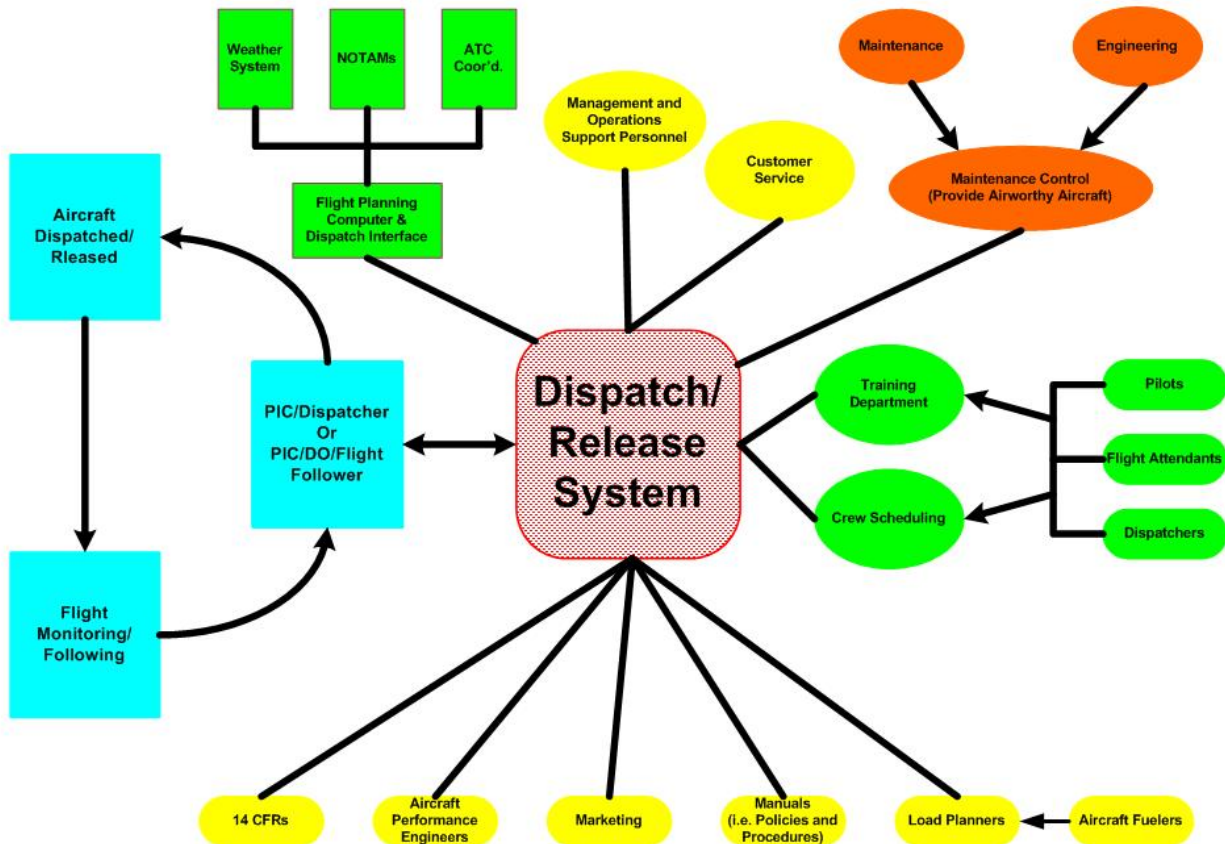 Weather
System
NOTAMs
ATC
Coor’d.
Maintenance
Engineering
Management and
Operations
Support Personnel
Customer
Service
Maintenance Control
(Provide Airworthy Aircraft)
Flight Planning
Computer &
Dispatch Interface
Aircraft
Dispatched/
Rleased
PIC/Dispatcher
Or
PIC/DO/Flight
Follower
Dispatch/
Release
System
Training
Department
Crew Scheduling
Pilots
Flight Attendants
Dispatchers
Flight
Monitoring/
Following
14 CFRs
Aircraft
Performance
Engineers
Marketing
Manuals
(i.e. Policies and
Procedures)
Load Planners
Aircraft Fuelers